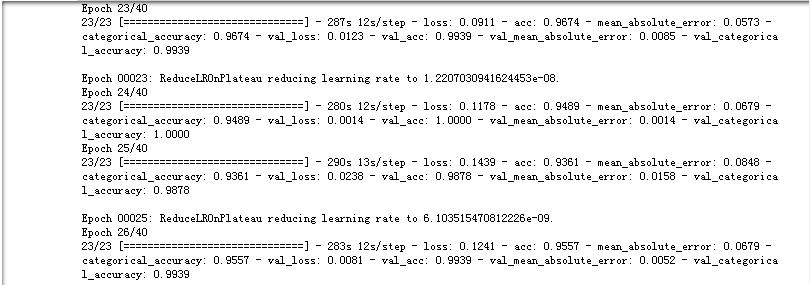 Epoch 23/40
23/23 [==============================] - 287s 12s/step - loss: 0.0911 - acc: 0.9674 - mean_absolute_error: 0.0573 -
categorical_accuracy: 0.9674 - val_loss: 0.0123 - val_acc: 0.9939 - val_mean_absolute_error: 0.0085 - val_categorica
l_accuracy: 0.9939
Epoch 00023: ReduceLROnPlateau reducing learning rate to 1.2207030941624453e-08.
Epoch 24/40
23/23 [==============================] - 280s 12s/step - loss: 0.1178 - acc: 0.9489 - mean_absolute_error: 0.0679 -
categorical_accuracy: 0.9489 - val_loss: 0.0014 - val_acc: 1.0000 - val_mean_absolute_error: 0.0014 - val_categorica
l_accuracy: 1.0000
Epoch 25/40
23/23 [==============================] - 290s 13s/step - loss: 0.1439 - acc: 0.9361 - mean_absolute_error: 0.0848 -
categorical_accuracy: 0.9361 - val_loss: 0.0238 - val_acc: 0.9878 - val_mean_absolute_error: 0.0158 - val_categorica
l_accuracy: 0.9878
Epoch 00025: ReduceLROnPlateau reducing learning rate to 6.103515470812226e-09.
Epoch 26/40
23/23 [==============================] - 283s 12s/step - loss: 0.1241 - acc: 0.9557 - mean_absolute_error: 0.0679 -
categorical_accuracy: 0.9557 - val_loss: 0.0081 - val_acc: 0.9939 - val_mean_absolute_error: 0.0052 - val_categorica
l_accuracy: 0.9939